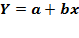 Y = a + bx